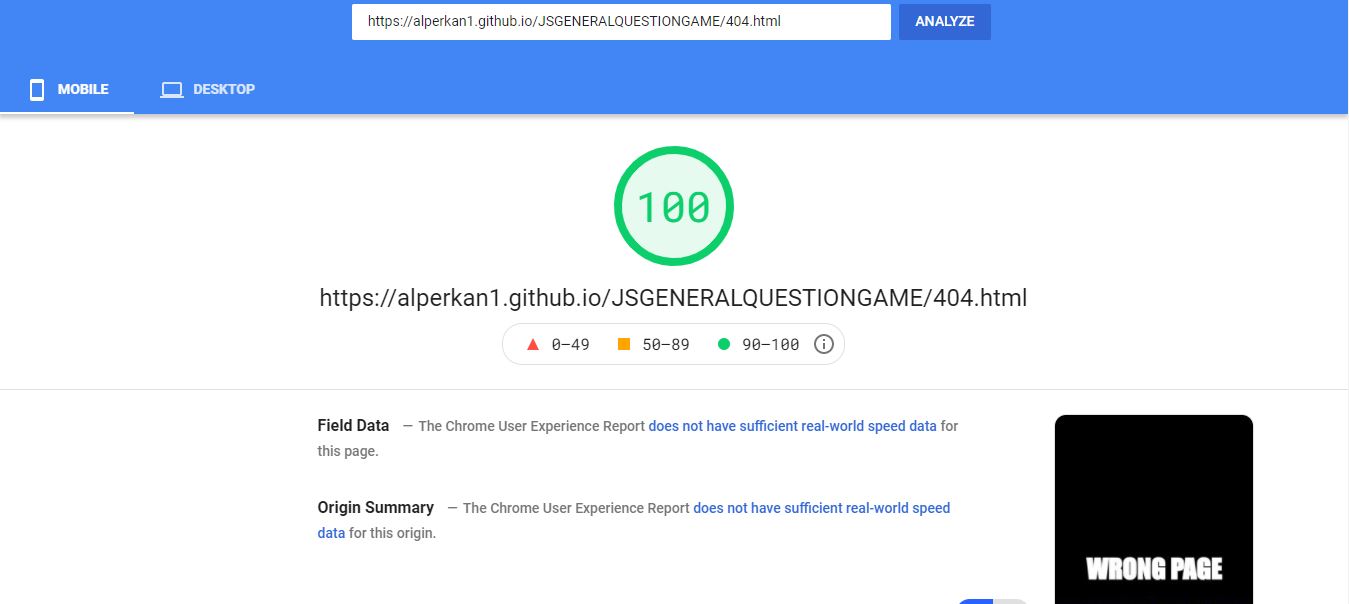 https://alperkan1.github.io/JSGENERALQUESTIONGAME/404.html
ANALYZE
MOBILE
DESKTOP
100
https://alperkan1.github.io/JSGENERALQUESTIONGAME/404.html
0–49
50–89
90–100
Field Data — The Chrome User Experience Report does not have sufficient real-world speed data for
this page.
Origin Summary — The Chrome User Experience Report does not have sufficient real-world speed
data for this origin.
WRONG PAGE